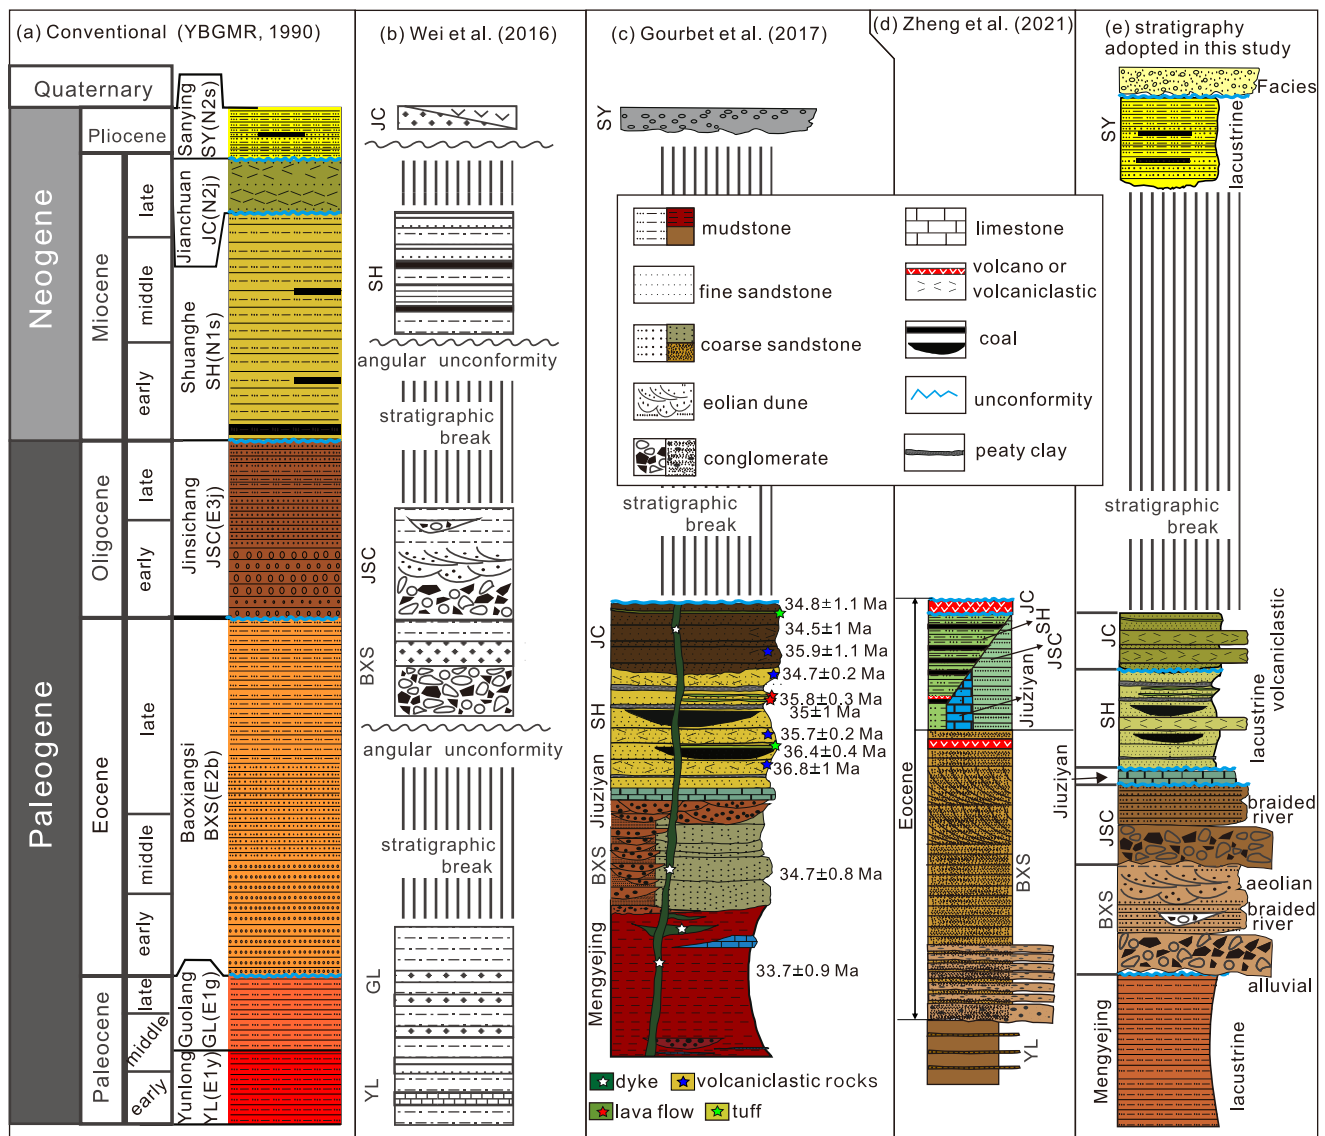 (a) Conventional (YBGMR, 1990)
Quaternary
Neogene
Paleogene
Pliocene
Miocene
late
middle
early
Oligocene
late
early
Eocene
late
middle
early
Paleocene
late
middle
early
Sanying
SY(N2s)
Jianchuan
JC(N2j)
Shuanghe
SH(N1s)
Jinsichang
JSC(E3j)
Baoxiangsi
BXS(E2b)
Guolang
GL(E1g)
Yunlong
YL(E1y)
(b) Wei et al. (2016)
JC
SH
angular unconformity
stratigraphic
break
JSC
BXS
angular unconformity
stratigraphic
break
GL
YL
(c) Gourbet et al. (2017)
SY
mudstone
fine sandstone
coarse sandstone
eolian dune
conglomerate
limestone
volcano or
volcaniclastic
coal
unconformity
peaty clay
stratigraphic
break
JC
SH
Jiuziyan
BXS
Mengyejing
34.8±1.1 Ma
34.5±1 Ma
35.9±1.1 Ma
34.7±0.2 Ma
35.8±0.3 Ma
35±1 Ma
35.7±0.2 Ma
36.4±0.4 Ma
36.8±1 Ma
34.7±0.8 Ma
33.7±0.9 Ma
dyke
volcaniclastic rocks
lava flow
tuff
(d) Zheng et al. (2021)
Eocene
JC
SH
JSC
Jiuziyan
BXS
YL
(e) stratigraphy
adopted in this study
Facies
SY
lacustrine
stratigraphic
break
JC
SH
lacustrine
volcaniclastic
Jiuziyan
JSC
braided
river
BXS
aeolian
braided
river
alluvial
Mengyejing
lacustrine